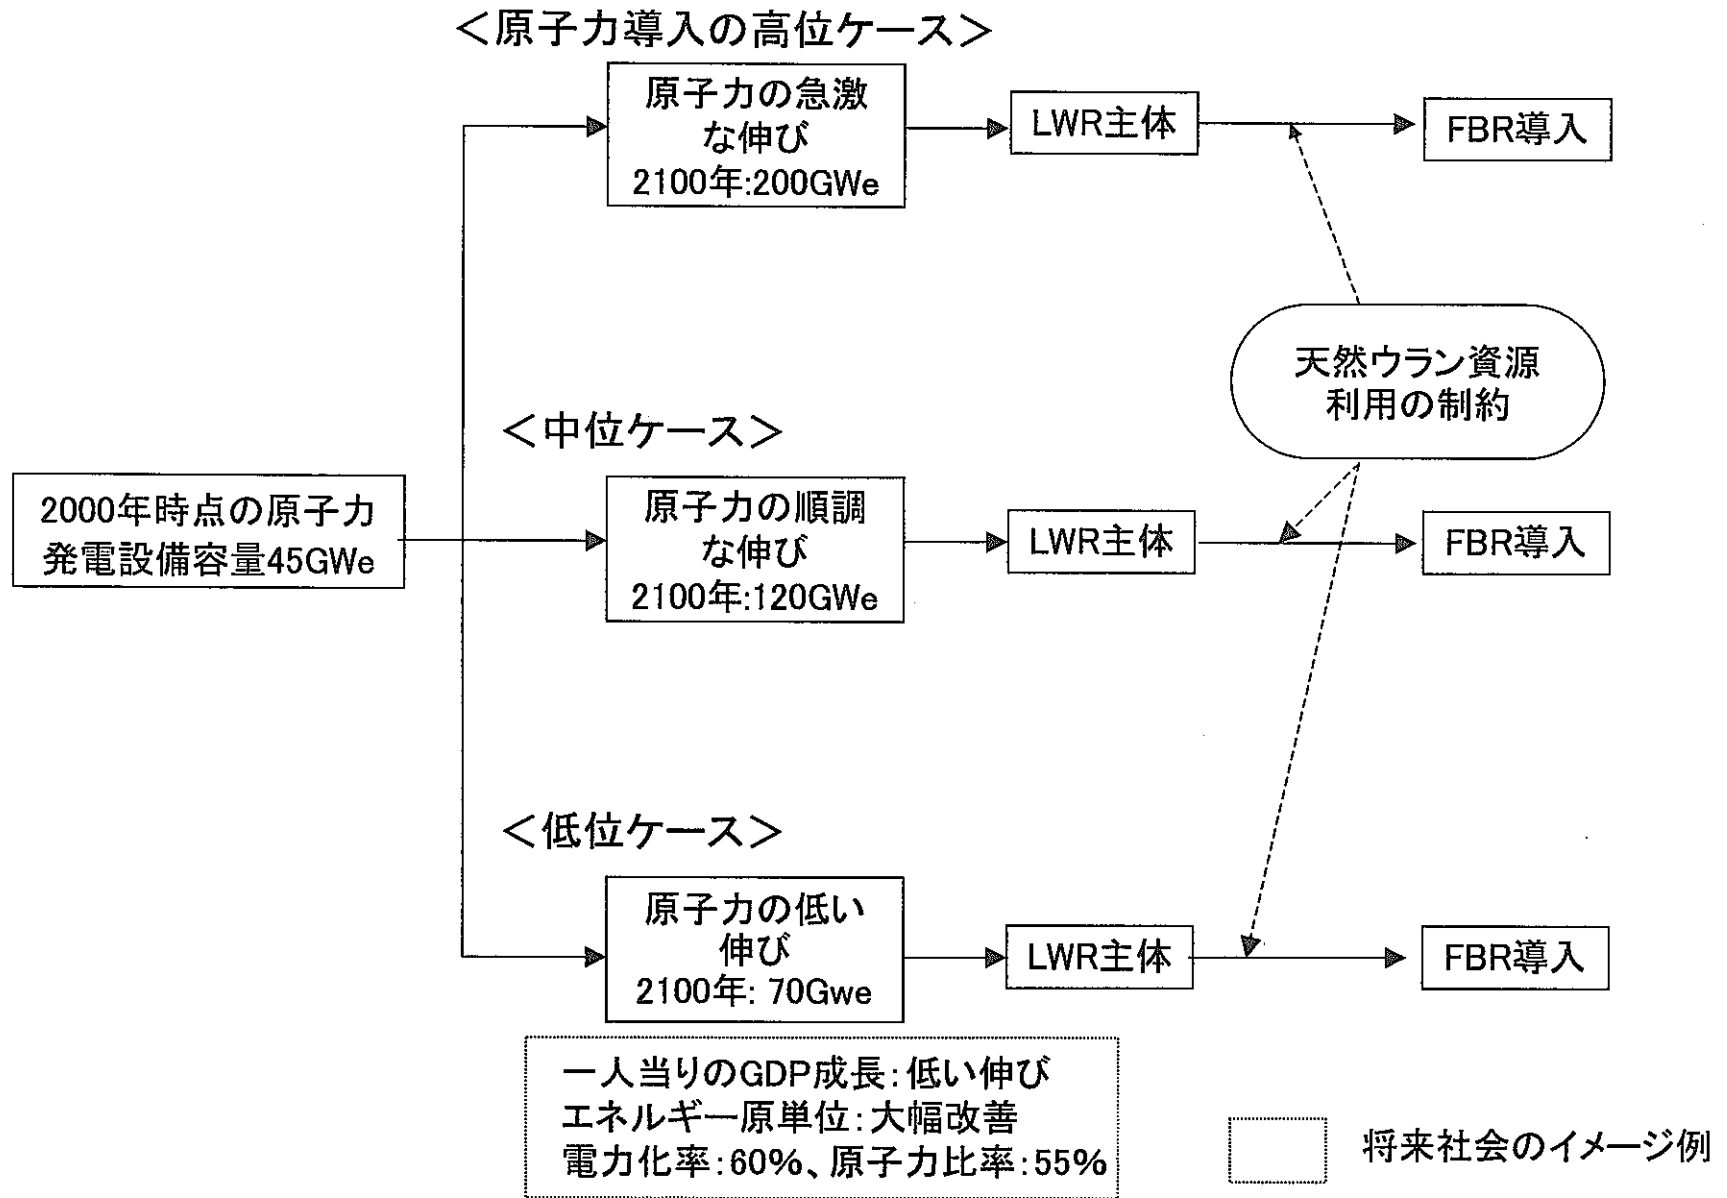 ＜原子力導入の高位ケース＞
原子力の急激
な伸び
2100年:200GWe
LWR主体
FBR導入
天然ウラン資源
利用の制約
＜中位ケース＞
2000年時点の原子力
発電設備容量45GWe
原子力の順調
な伸び
2100年:120GWe
LWR主体
FBR導入
＜低位ケース＞
原子力の低い
伸び
2100年: 70Gwe
LWR主体
FBR導入
一人当りのGDP成長:低い伸び
エネルギー原単位:大幅改善
電力化率:60%、原子力比率:55%
将来社会のイメージ例